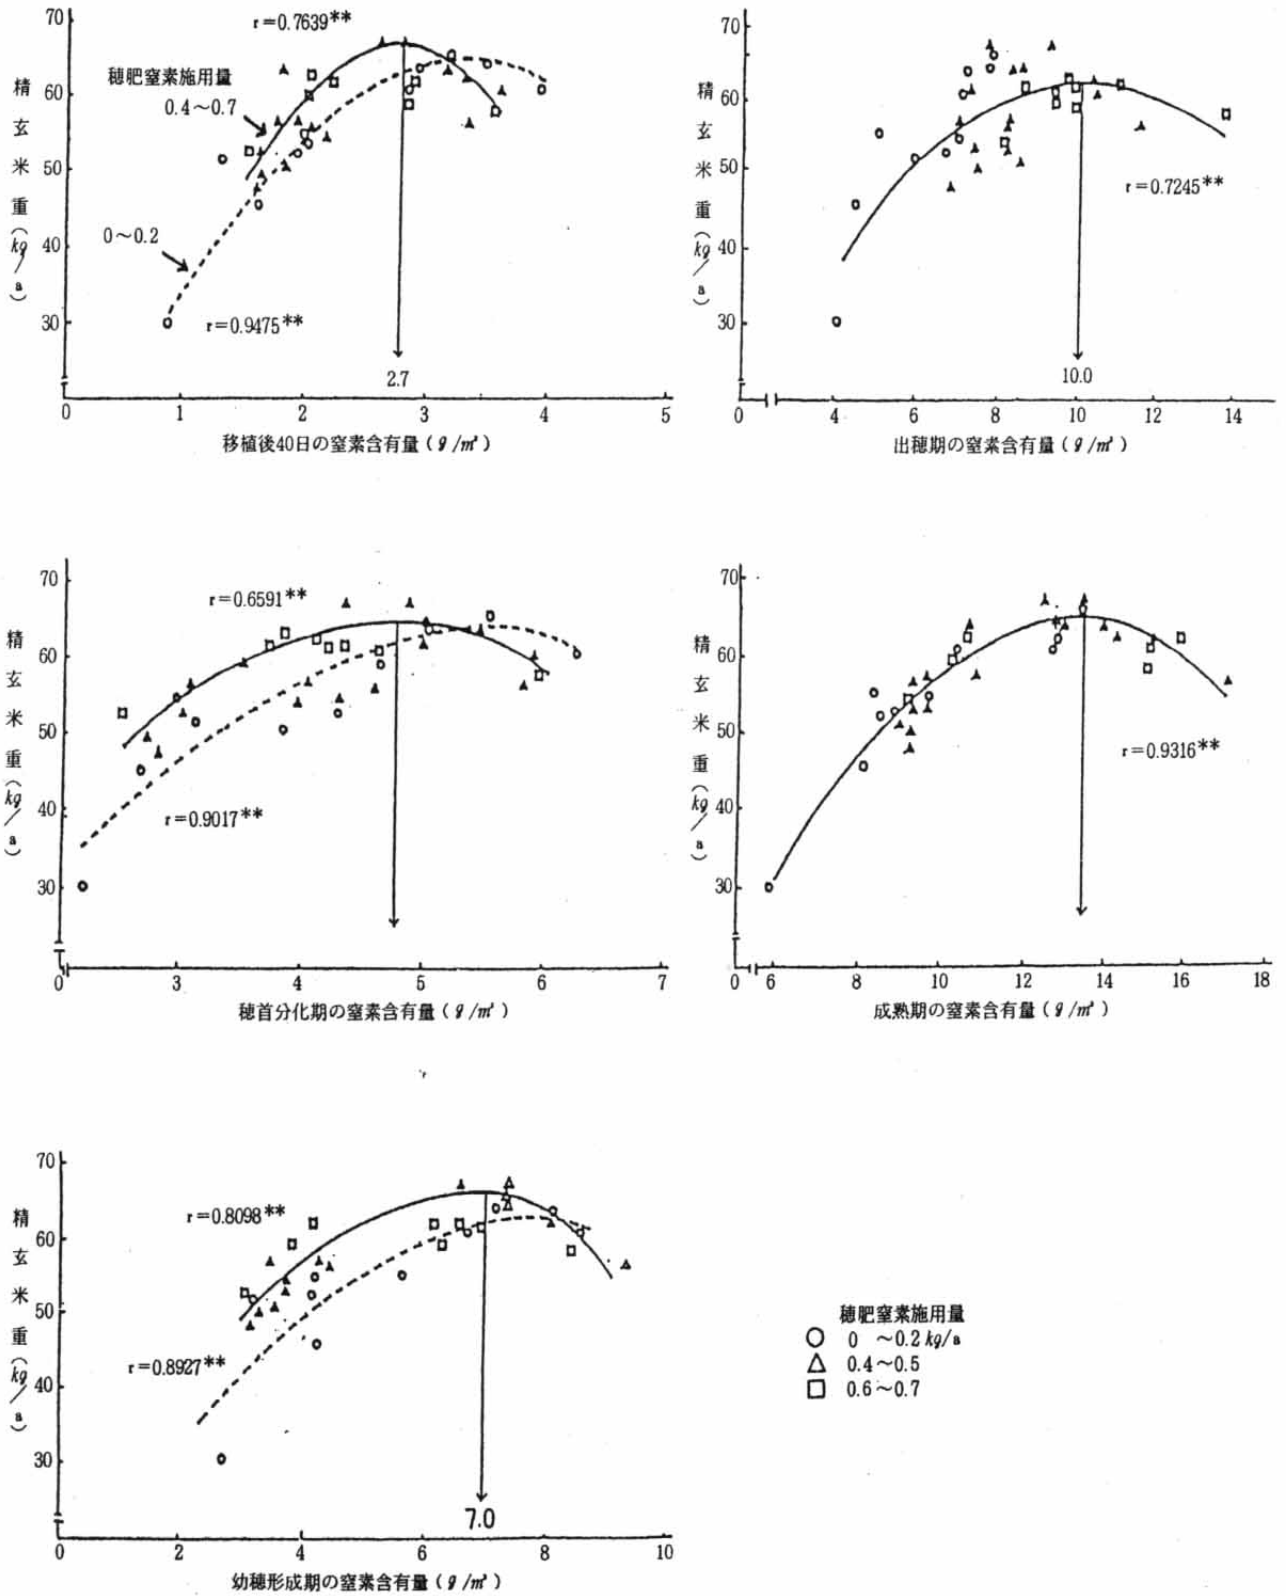 70
60
50
40
30
精玄米重(kg/a)
r=0.7639**
穂肥窒素施用量
0.4～0.7
0～0.2
r=0.9475**
2.7
0 1 2 3 4 5
移植後40日の窒素含有量(g/m²)
70
60
50
40
30
精玄米重(kg/a)
r=0.7245**
10.0
0 4 6 8 10 12 14
出穂期の窒素含有量(g/m²)
70
60
50
40
30
精玄米重(kg/a)
r=0.6591**
r=0.9017**
0 3 4 5 6 7
穂首分化期の窒素含有量(g/m²)
70
60
50
40
30
精玄米重(kg/a)
r=0.9316**
0 6 8 10 12 14 16 18
成熟期の窒素含有量(g/m²)
70
60
50
40
30
精玄米重(kg/a)
r=0.8098**
r=0.8927**
7.0
0 2 4 6 8 10
幼穂形成期の窒素含有量(g/m²)
穂肥窒素施用量
○ 0 ～0.2kg/a
△ 0.4～0.5
□ 0.6～0.7